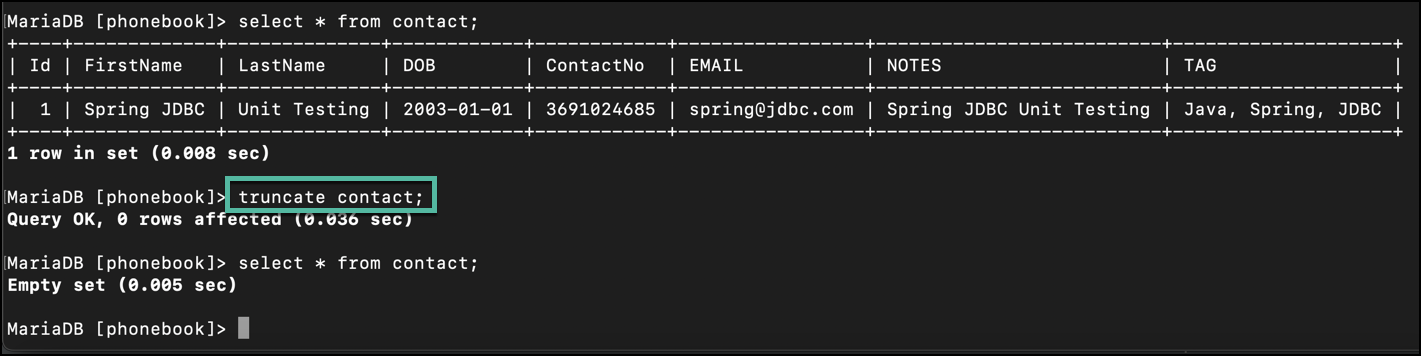 MariaDB [phonebook]> select * from contact;
+----+-------------+--------------+------------+------------+-----------------+--------------------------+--------------------+
| Id | FirstName   | LastName     | DOB        | ContactNo  | EMAIL           | NOTES                    | TAG                |
+----+-------------+--------------+------------+------------+-----------------+--------------------------+--------------------+
|  1 | Spring JDBC | Unit Testing | 2003-01-01 | 3691024685 | spring@jdbc.com | Spring JDBC Unit Testing | Java, Spring, JDBC |
+----+-------------+--------------+------------+------------+-----------------+--------------------------+--------------------+
1 row in set (0.008 sec)
MariaDB [phonebook]> truncate contact;
Query OK, 0 rows affected (0.036 sec)
MariaDB [phonebook]> select * from contact;
Empty set (0.005 sec)
MariaDB [phonebook]>